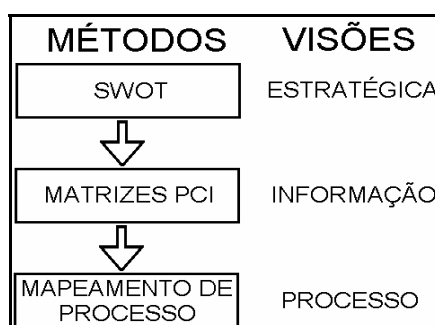 MÉTODOS VISÕES
SWOT ESTRATÉGICA
MATRIZES PCI INFORMAÇÃO
MAPEAMENTO DE
PROCESSO PROCESSO